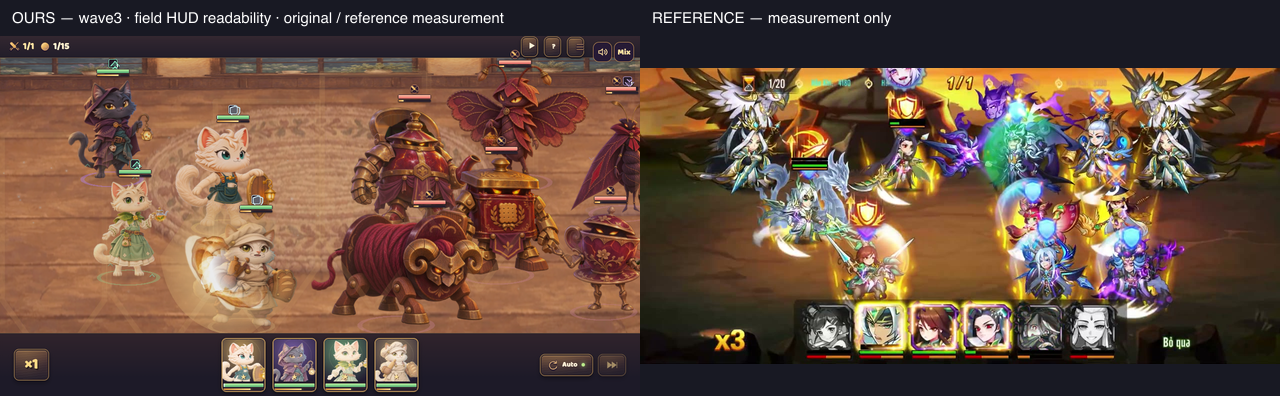 OURS — wave3 · field HUD readability · original / reference measurement
REFERENCE — measurement only
1/1 1/15
?
Mix
1/20
1/1
x1
Auto
x3
Bỏ qua